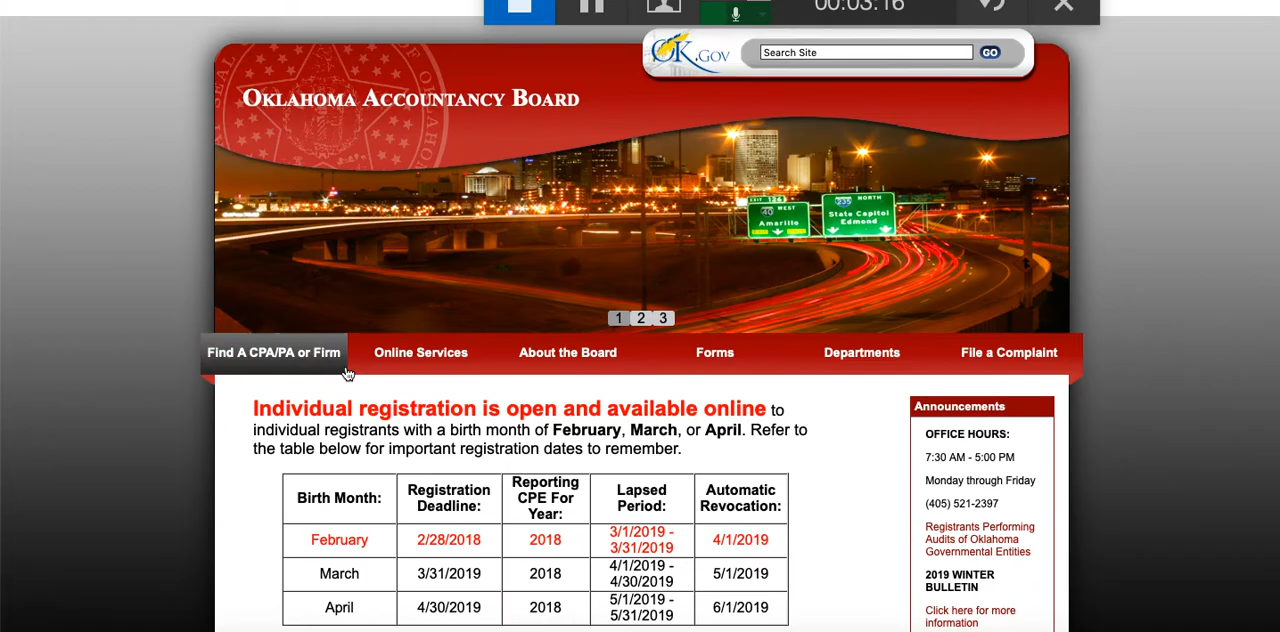 00:03:16
OK.GOV
Search Site
GO
OKLAHOMA ACCOUNTANCY BOARD
EXIT 126
40 WEST
Amarillo
235 NORTH
State Capitol
Edmond
1 2 3
Find A CPA/PA or Firm Online Services About the Board Forms Departments File a Complaint
Individual registration is open and available online to
individual registrants with a birth month of February, March, or April. Refer to
the table below for important registration dates to remember.
Birth Month: Registration Deadline: Reporting CPE For Year: Lapsed Period: Automatic Revocation:
February 2/28/2018 2018 3/1/2019 - 3/31/2019 4/1/2019
March 3/31/2019 2018 4/1/2019 - 4/30/2019 5/1/2019
April 4/30/2019 2018 5/1/2019 - 5/31/2019 6/1/2019
Announcements
OFFICE HOURS:
7:30 AM - 5:00 PM
Monday through Friday
(405) 521-2397
Registrants Performing
Audits of Oklahoma
Governmental Entities
2019 WINTER
BULLETIN
Click here for more
information